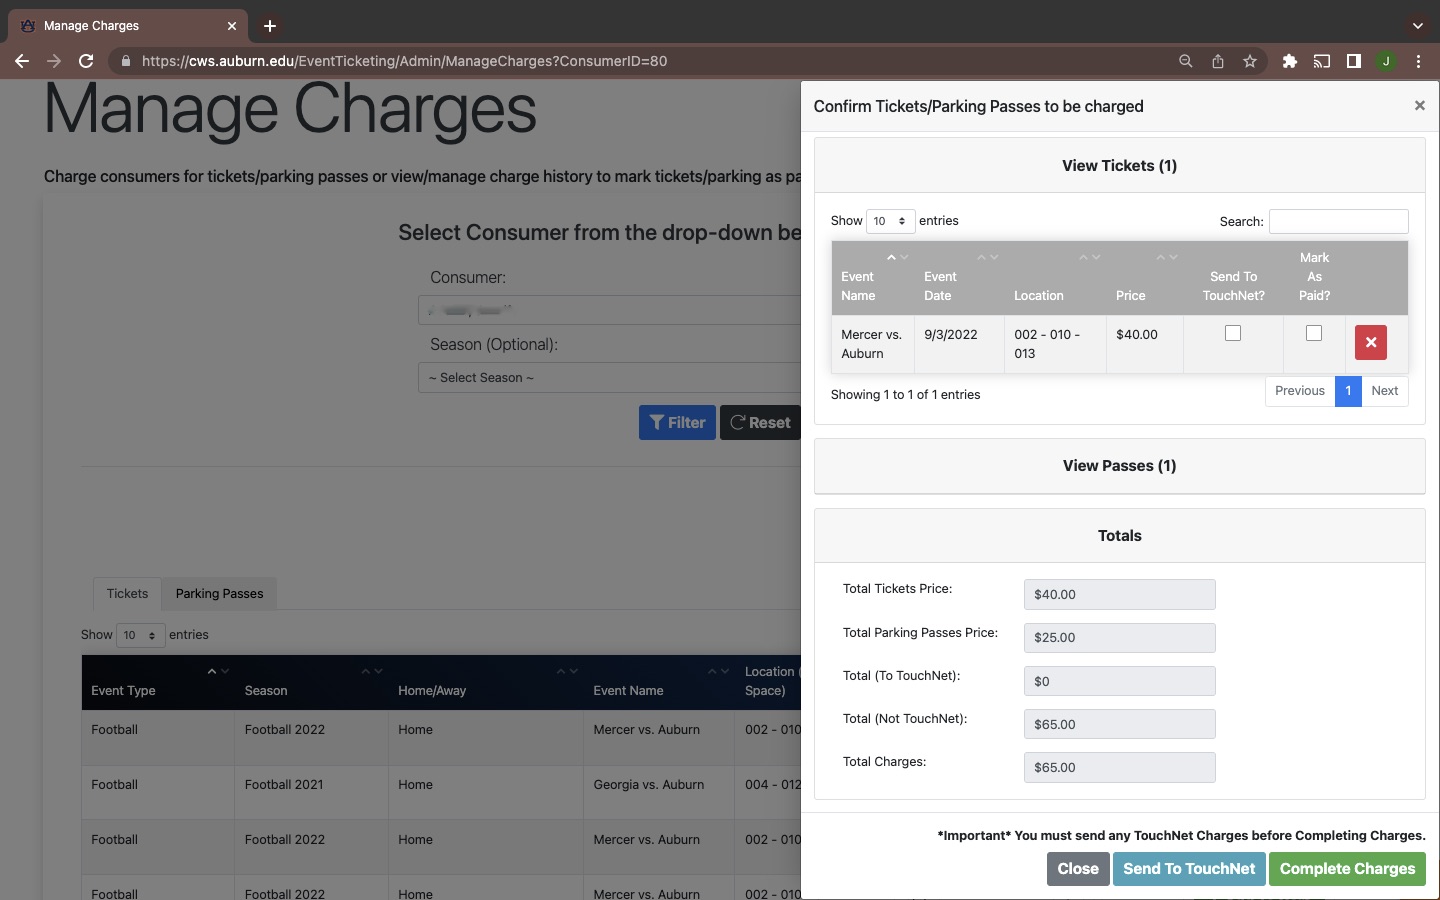 Manage Charges
https://cws.auburn.edu/EventTicketing/Admin/ManageCharges?ConsumerID=80
J
Manage Charges
Charge consumers for tickets/parking passes or view/manage charge history to mark tickets/parking as pa
Select Consumer from the drop-down be
Consumer:
Season (Optional):
~ Select Season ~
Filter
Reset
Tickets
Parking Passes
Show 10 entries
Event Type Season Home/Away Event Name Location (
Space)
Football Football 2022 Home Mercer vs. Auburn 002 - 010
Football Football 2021 Home Georgia vs. Auburn 004 - 012
Football Football 2022 Home Mercer vs. Auburn 002 - 010
Football Football 2022 Home Mercer vs. Auburn 002 - 010
Confirm Tickets/Parking Passes to be charged
×
View Tickets (1)
Show 10 entries
Search:
Event
Name
Event
Date
Location
Price
Send To
TouchNet?
Mark
As
Paid?
Mercer vs.
Auburn
9/3/2022
002 - 010 -
013
$40.00
Showing 1 to 1 of 1 entries
Previous 1 Next
View Passes (1)
Totals
Total Tickets Price: $40.00
Total Parking Passes Price: $25.00
Total (To TouchNet): $0
Total (Not TouchNet): $65.00
Total Charges: $65.00
*Important* You must send any TouchNet Charges before Completing Charges.
Close
Send To TouchNet
Complete Charges